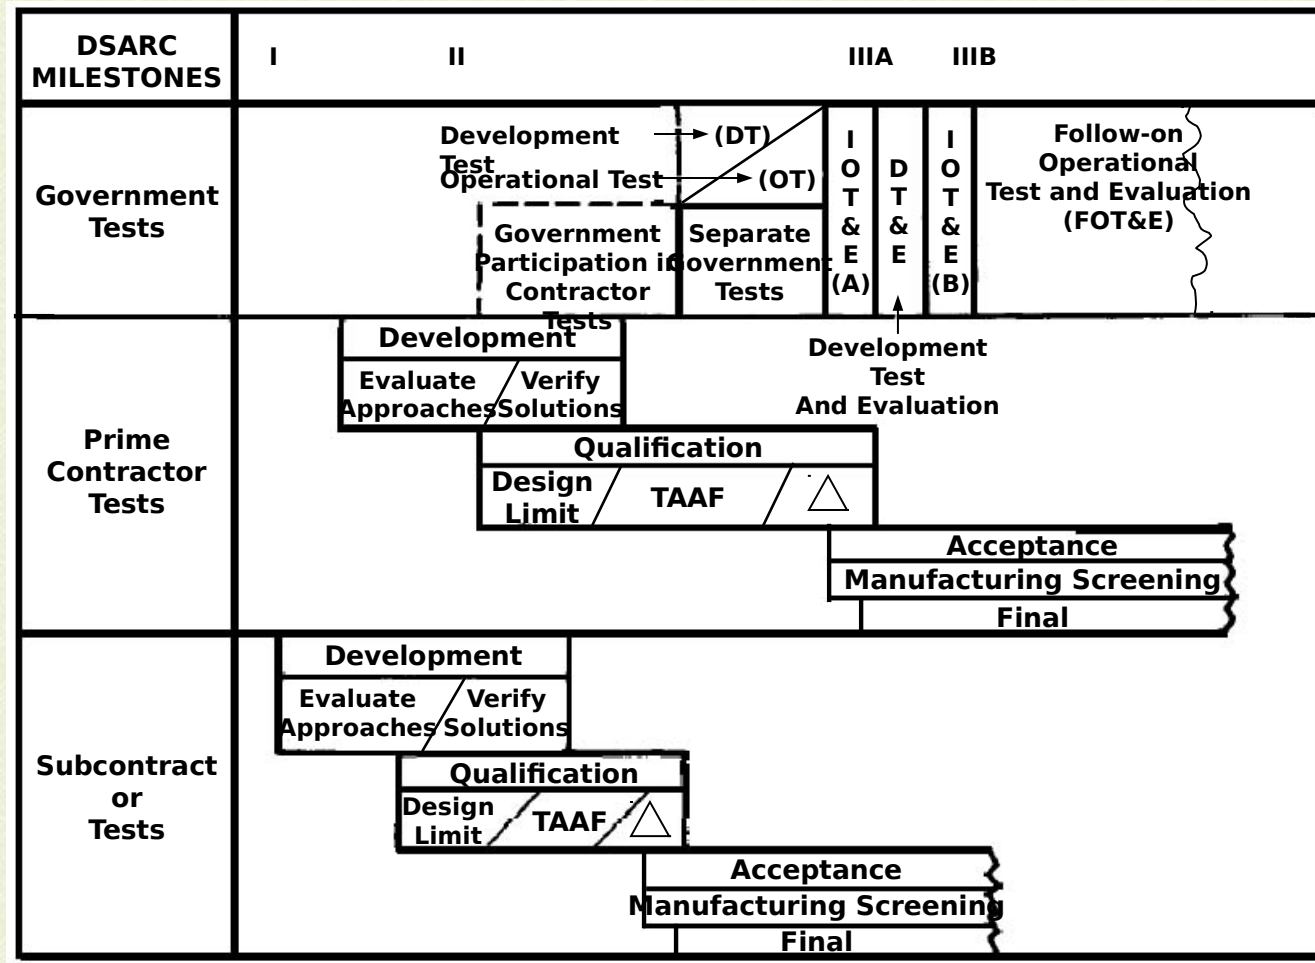 DSARC
MILESTONES
I
II
IIIA
IIIB
Government
Tests
Development
Test
(DT)
Operational Test
(OT)
Government
Participation in
Contractor
Tests
Separate
Government
Tests
I
O
T
&
E
(A)
D
T
&
E
I
O
T
&
E
(B)
Follow-on
Operational
Test and Evaluation
(FOT&E)
Development
Test
And Evaluation
Prime
Contractor
Tests
Development
Evaluate
Approaches
Verify
Solutions
Qualification
Design
Limit
TAAF
Acceptance
Manufacturing Screening
Final
Subcontract
or
Tests
Development
Evaluate
Approaches
Verify
Solutions
Qualification
Design
Limit
TAAF
Acceptance
Manufacturing Screening
Final